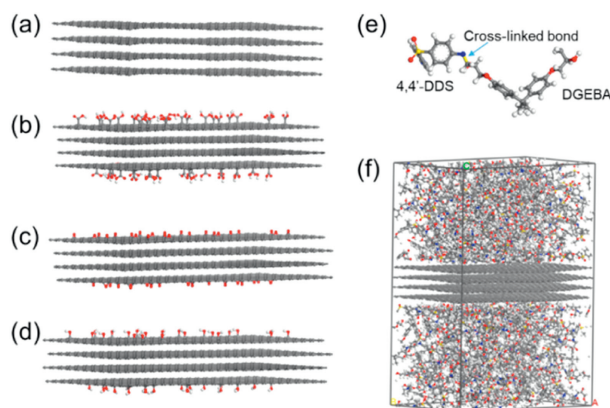 (a)
(b)
(c)
(d)
(e)
Cross-linked bond
4,4'-DDS
DGEBA
(f)
A